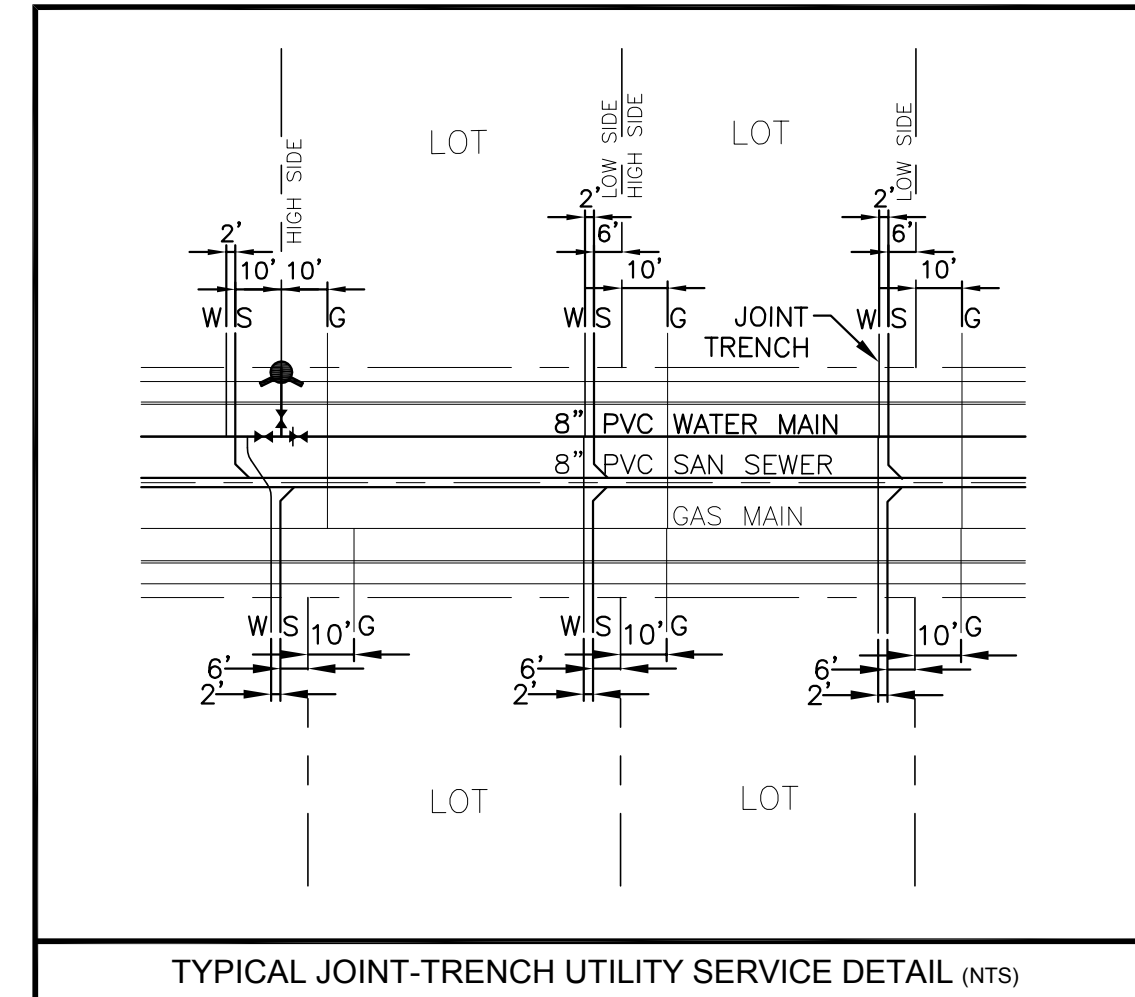 HIGH SIDE
LOT
LOW SIDE
HIGH SIDE
LOT
LOW SIDE
2'
10'
10'
2'
6'
10'
2'
6'
10'
W
S
G
W
S
G
JOINT
TRENCH
W
S
G
8" PVC WATER MAIN
8" PVC SAN SEWER
GAS MAIN
W
S
10'
G
W
S
10'
G
W
S
10'
G
6'
6'
6'
2'
2'
2'
LOT
LOT
TYPICAL JOINT-TRENCH UTILITY SERVICE DETAIL (NTS)